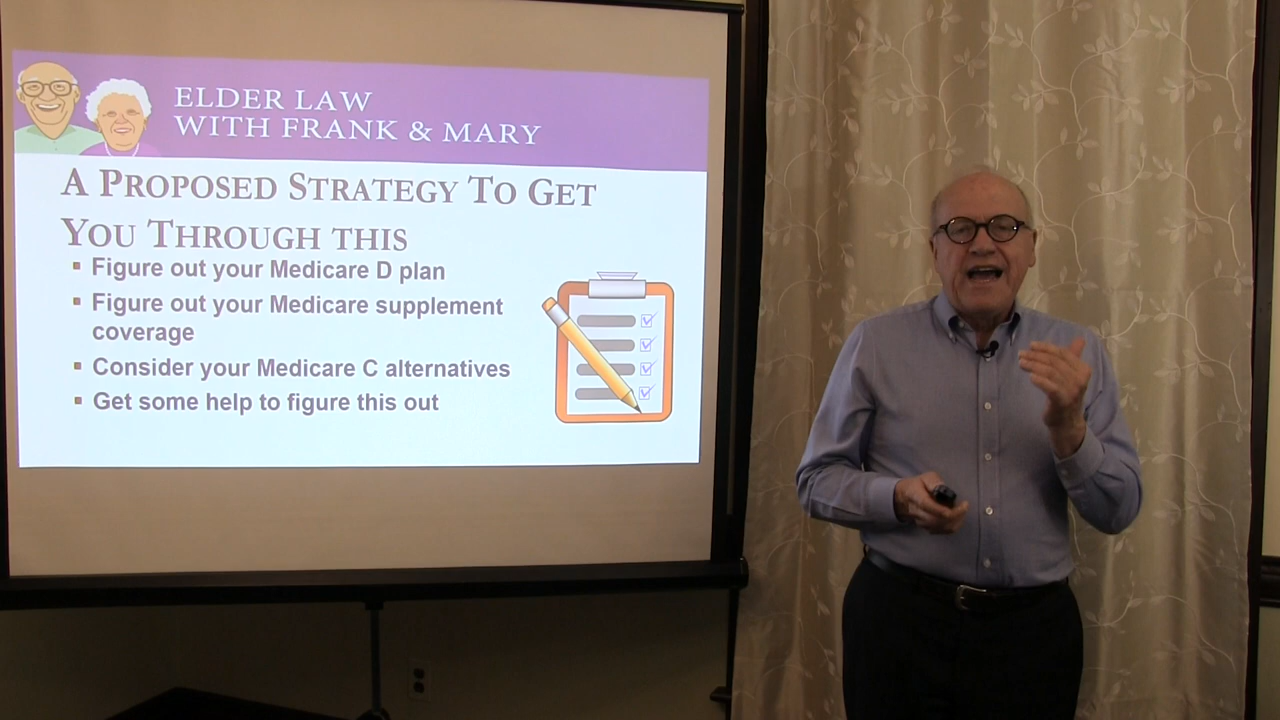 ELDER LAW
WITH FRANK & MARY
A PROPOSED STRATEGY TO GET
YOU THROUGH THIS
▪ Figure out your Medicare D plan
▪ Figure out your Medicare supplement
coverage
▪ Consider your Medicare C alternatives
▪ Get some help to figure this out